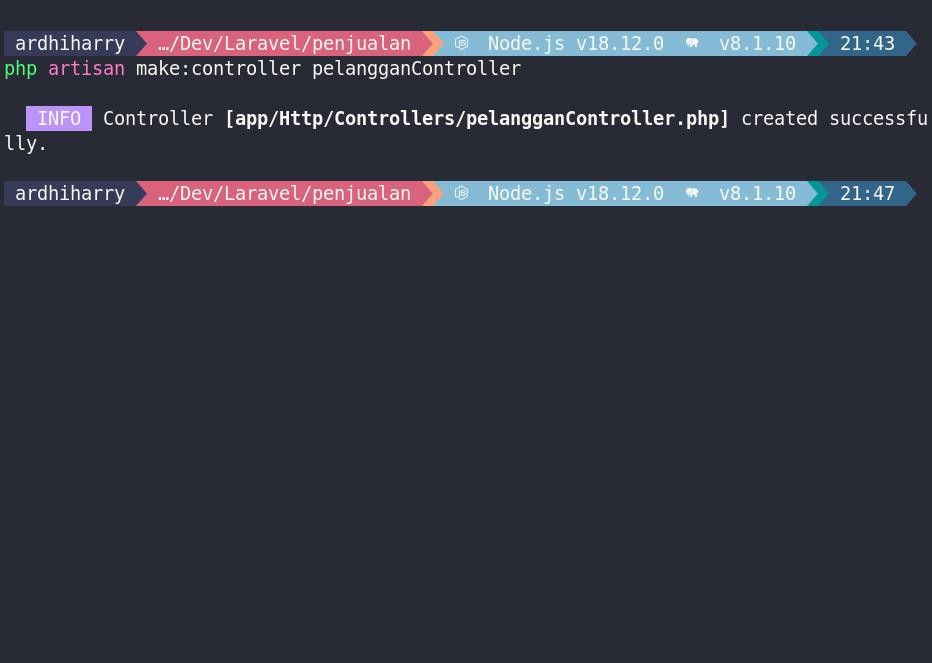 ardhiharry …/Dev/Laravel/penjualan Node.js v18.12.0 v8.1.10 21:43
php artisan make:controller pelangganController
INFO Controller [app/Http/Controllers/pelangganController.php] created successfu
lly.
ardhiharry …/Dev/Laravel/penjualan Node.js v18.12.0 v8.1.10 21:47